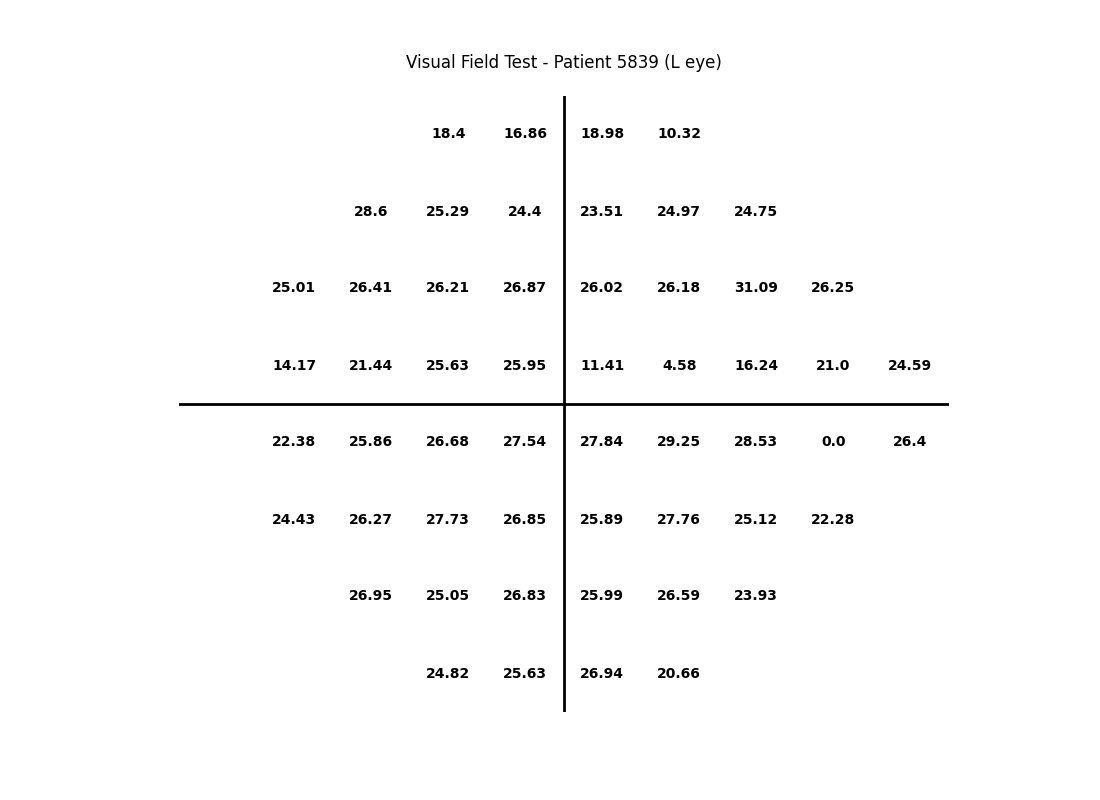 Visual Field Test - Patient 5839 (L eye)
18.4 16.86 18.98 10.32
28.6 25.29 24.4 23.51 24.97 24.75
25.01 26.41 26.21 26.87 26.02 26.18 31.09 26.25
14.17 21.44 25.63 25.95 11.41 4.58 16.24 21.0 24.59
22.38 25.86 26.68 27.54 27.84 29.25 28.53 0.0 26.4
24.43 26.27 27.73 26.85 25.89 27.76 25.12 22.28
26.95 25.05 26.83 25.99 26.59 23.93
24.82 25.63 26.94 20.66